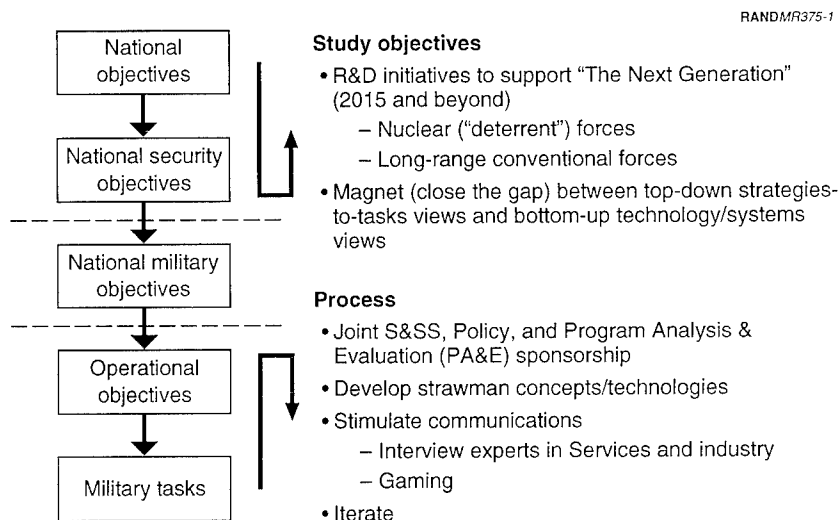 RANDMR375-1
National
objectives
National security
objectives
National military
objectives
Operational
objectives
Military tasks
Study objectives
• R&D initiatives to support “The Next Generation”
(2015 and beyond)
– Nuclear (“deterrent”) forces
– Long-range conventional forces
• Magnet (close the gap) between top-down strategies-
to-tasks views and bottom-up technology/systems
views
Process
• Joint S&SS, Policy, and Program Analysis &
Evaluation (PA&E) sponsorship
• Develop strawman concepts/technologies
• Stimulate communications
– Interview experts in Services and industry
– Gaming
• Iterate